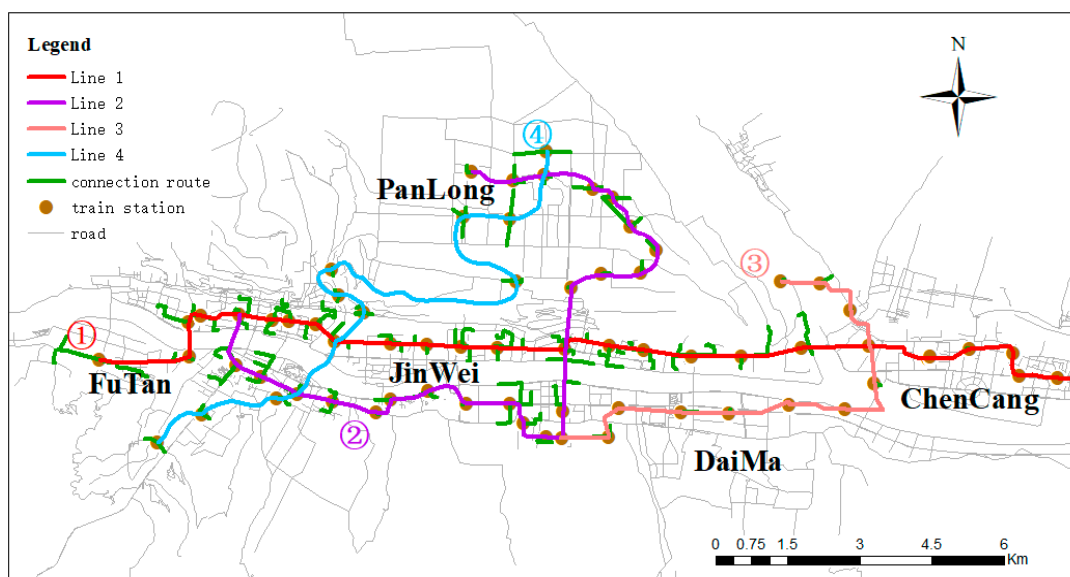 Legend
Line 1
Line 2
Line 3
Line 4
connection route
train station
road
N
④
PanLong
③
①
FuTan
JinWei
ChenCang
②
DaiMa
0 0.75 1.5 3 4.5 6
Km